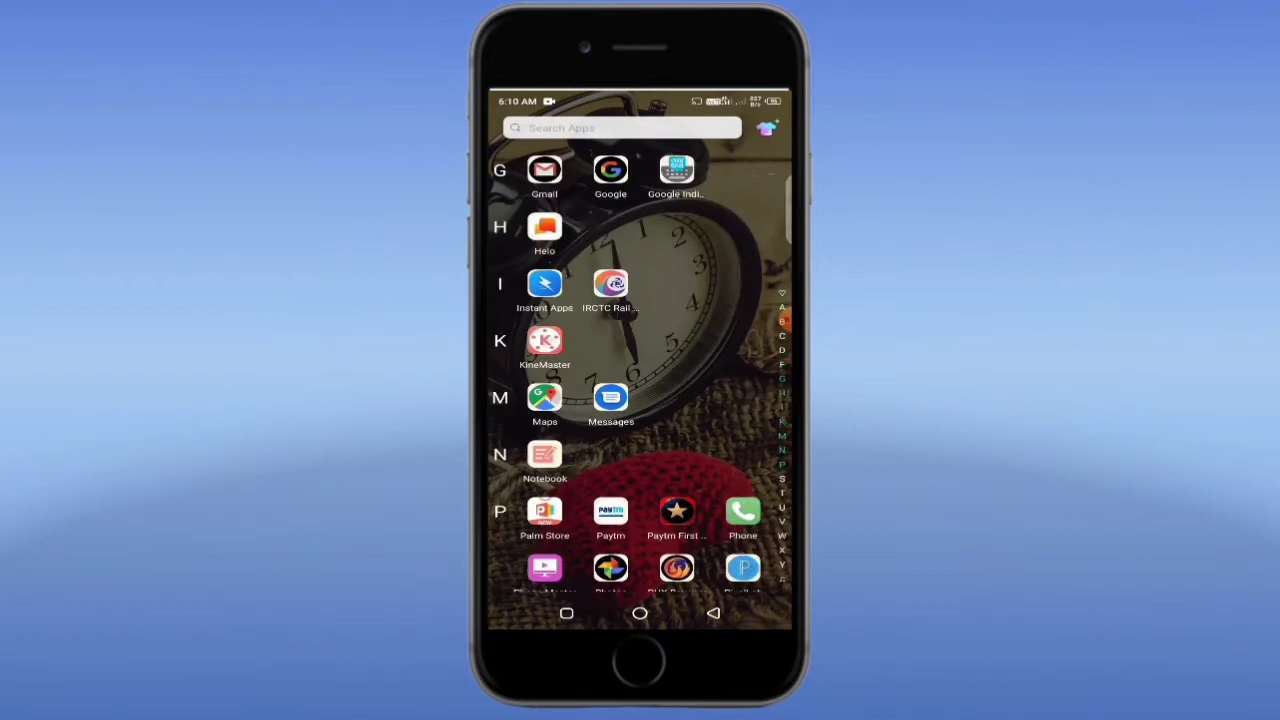 6:10 AM
Search Apps
G
Gmail
Google
Google Indi..
H
Helo
I
Instant Apps
IRCTC Rail ...
K
KineMaster
M
Maps
Messages
N
Notebook
P
Palm Store
Paytm
Paytm First ...
Phone
A
B
C
D
F
G
H
I
K
M
N
P
S
T
U
V
W
X
Y